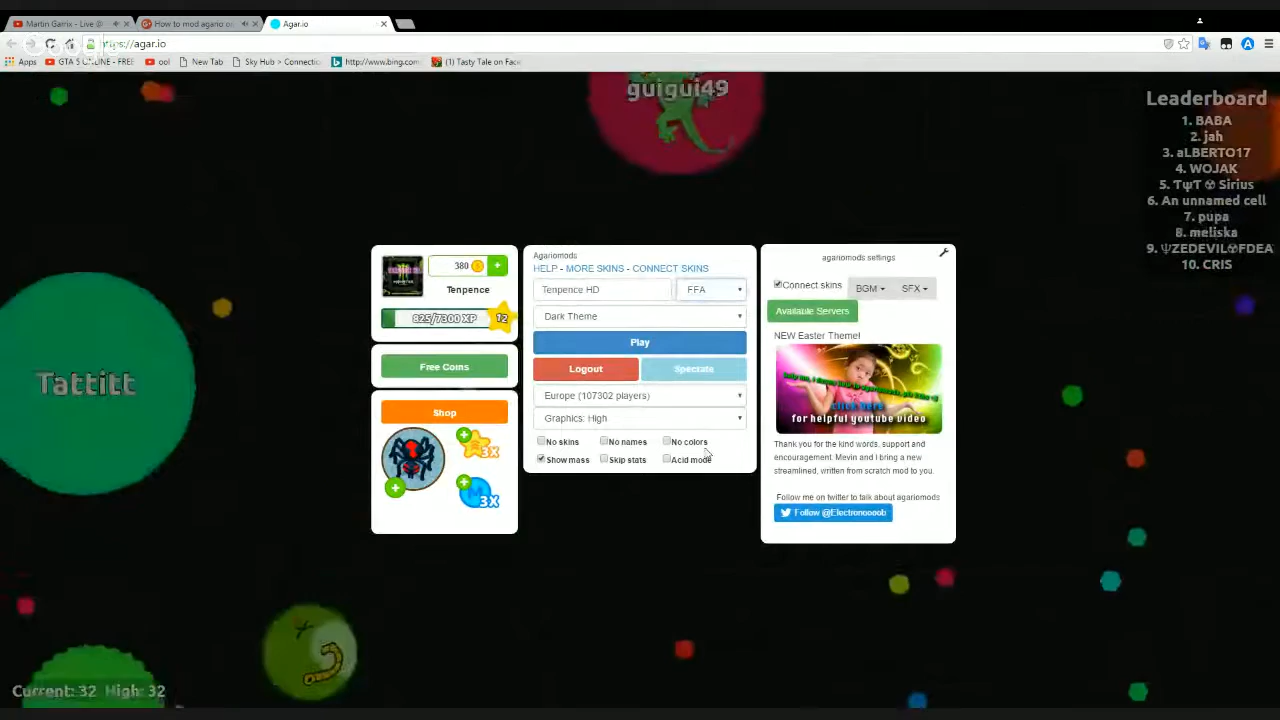 Martin Garrix - Live @
How to mod agario on
Agar.io
https://agar.io
Google
Apps
GTA 5 ONLINE - FREE
ool
New Tab
Sky Hub > Connectio
http://www.bing.com
(1) Tasty Tale on Face
guigui49
Leaderboard
1. BABA
2. jah
3. aLBERTO17
4. WOJAK
5. TψT ☢ Sirius
6. An unnamed cell
7. pupa
8. meliska
9. ΨZEDEVIL☢FDEA
10. CRIS
Tattitt
380
Tenpence
825/7300 XP
12
Free Coins
Shop
3X
3X
Agariomods
HELP - MORE SKINS - CONNECT SKINS
Tenpence HD
FFA
Dark Theme
Play
Logout
Spectate
Europe (107302 players)
Graphics: High
No skins
No names
No colors
Show mass
Skip stats
Acid mode
agariomods settings
Connect skins
BGM
SFX
Available Servers
NEW Easter Theme!
click here
for helpful youtube video
Thank you for the kind words, support and
encouragement. Mevin and I bring a new
streamlined, written from scratch mod to you.
Follow me on twitter to talk about agariomods
Follow @Electronoob
Current: 32 High: 32